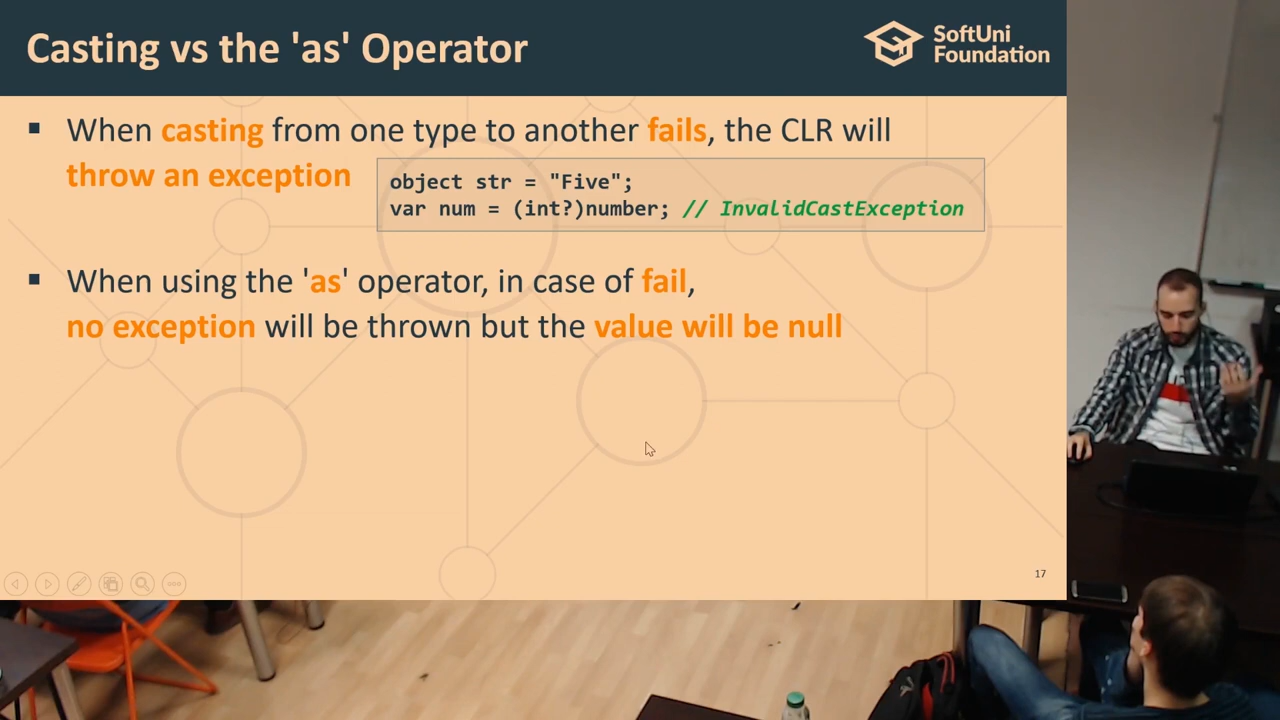 Casting vs the 'as' Operator
SoftUni
Foundation
When casting from one type to another fails, the CLR will
throw an exception
object str = "Five";
var num = (int?)number; // InvalidCastException
When using the 'as' operator, in case of fail,
no exception will be thrown but the value will be null
17